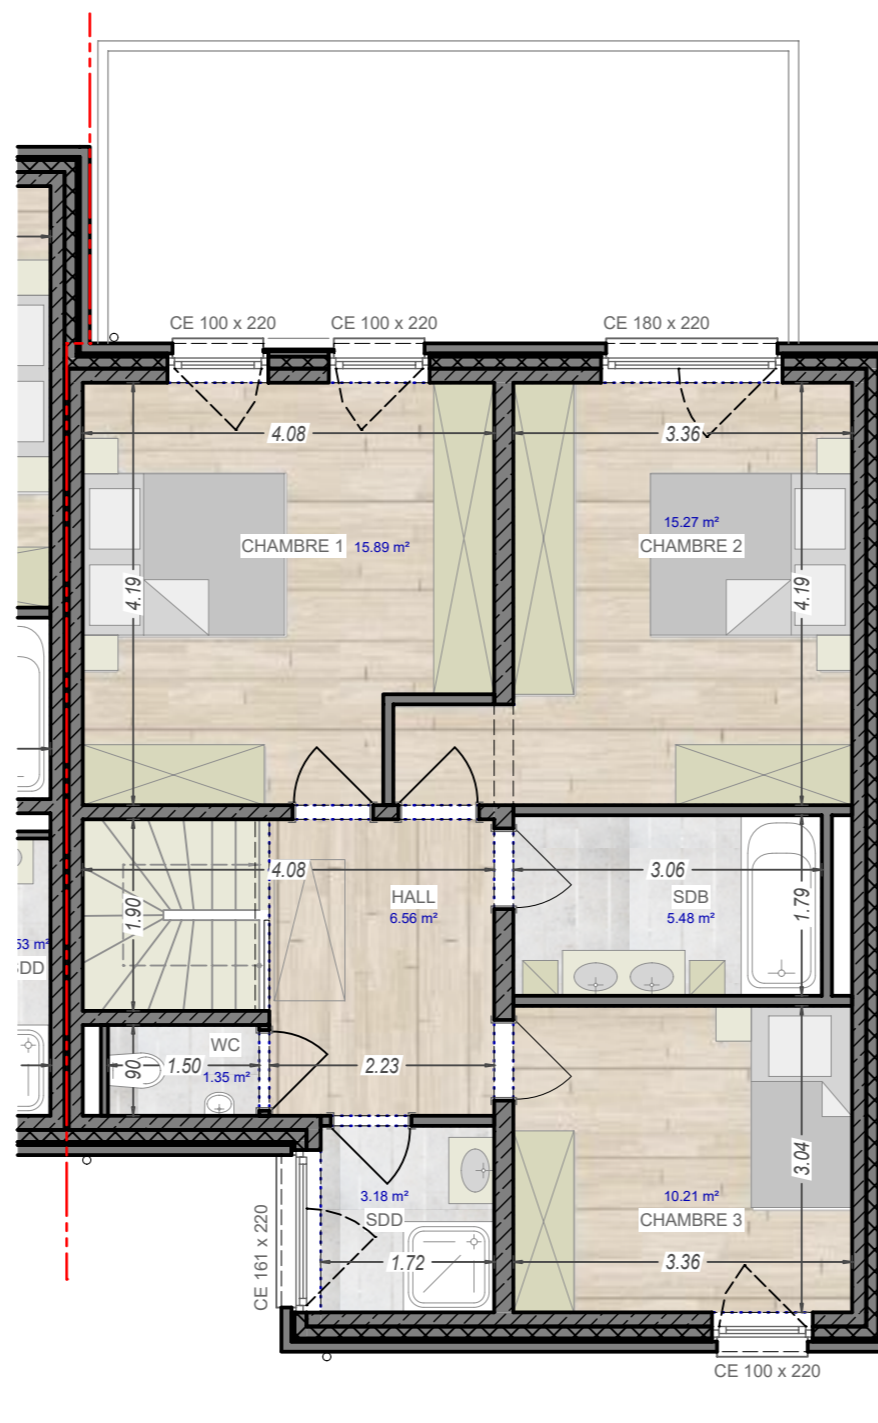 CE 100 x 220
CE 100 x 220
CE 180 x 220
4.08
3.36
15.27 m²
CHAMBRE 1
15.89 m²
CHAMBRE 2
4.19
4.19
4.08
3.06
HALL
SDB
6.56 m²
5.48 m²
1.90
1.79
53 m²
DD
WC
90
1.50
1.35 m²
2.23
3.04
3.18 m²
10.21 m²
SDD
CHAMBRE 3
CE 161 x 220
1.72
3.36
CE 100 x 220